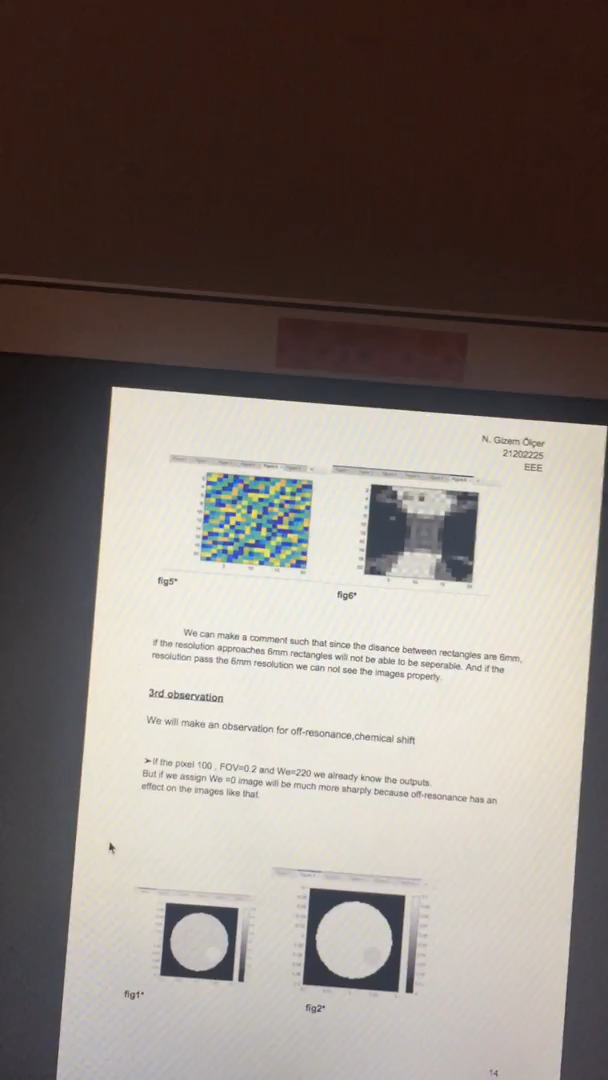 N. Gizem Ölçer
21202225
EEE
fig5*
fig6*
We can make a comment such that since the disance between rectangles are 6mm,
if the resolution approaches 6mm rectangles will not be able to be seperable. And if the
resolution pass the 6mm resolution we can not see the images properly.
3rd observation
We will make an observation for off-resonance,chemical shift
➢If the pixel 100 , FOV=0.2 and We=220 we already know the outputs.
But if we assign We =0 image will be much more sharply because off-resonance has an
effect on the images like that.
fig1*
fig2*
14